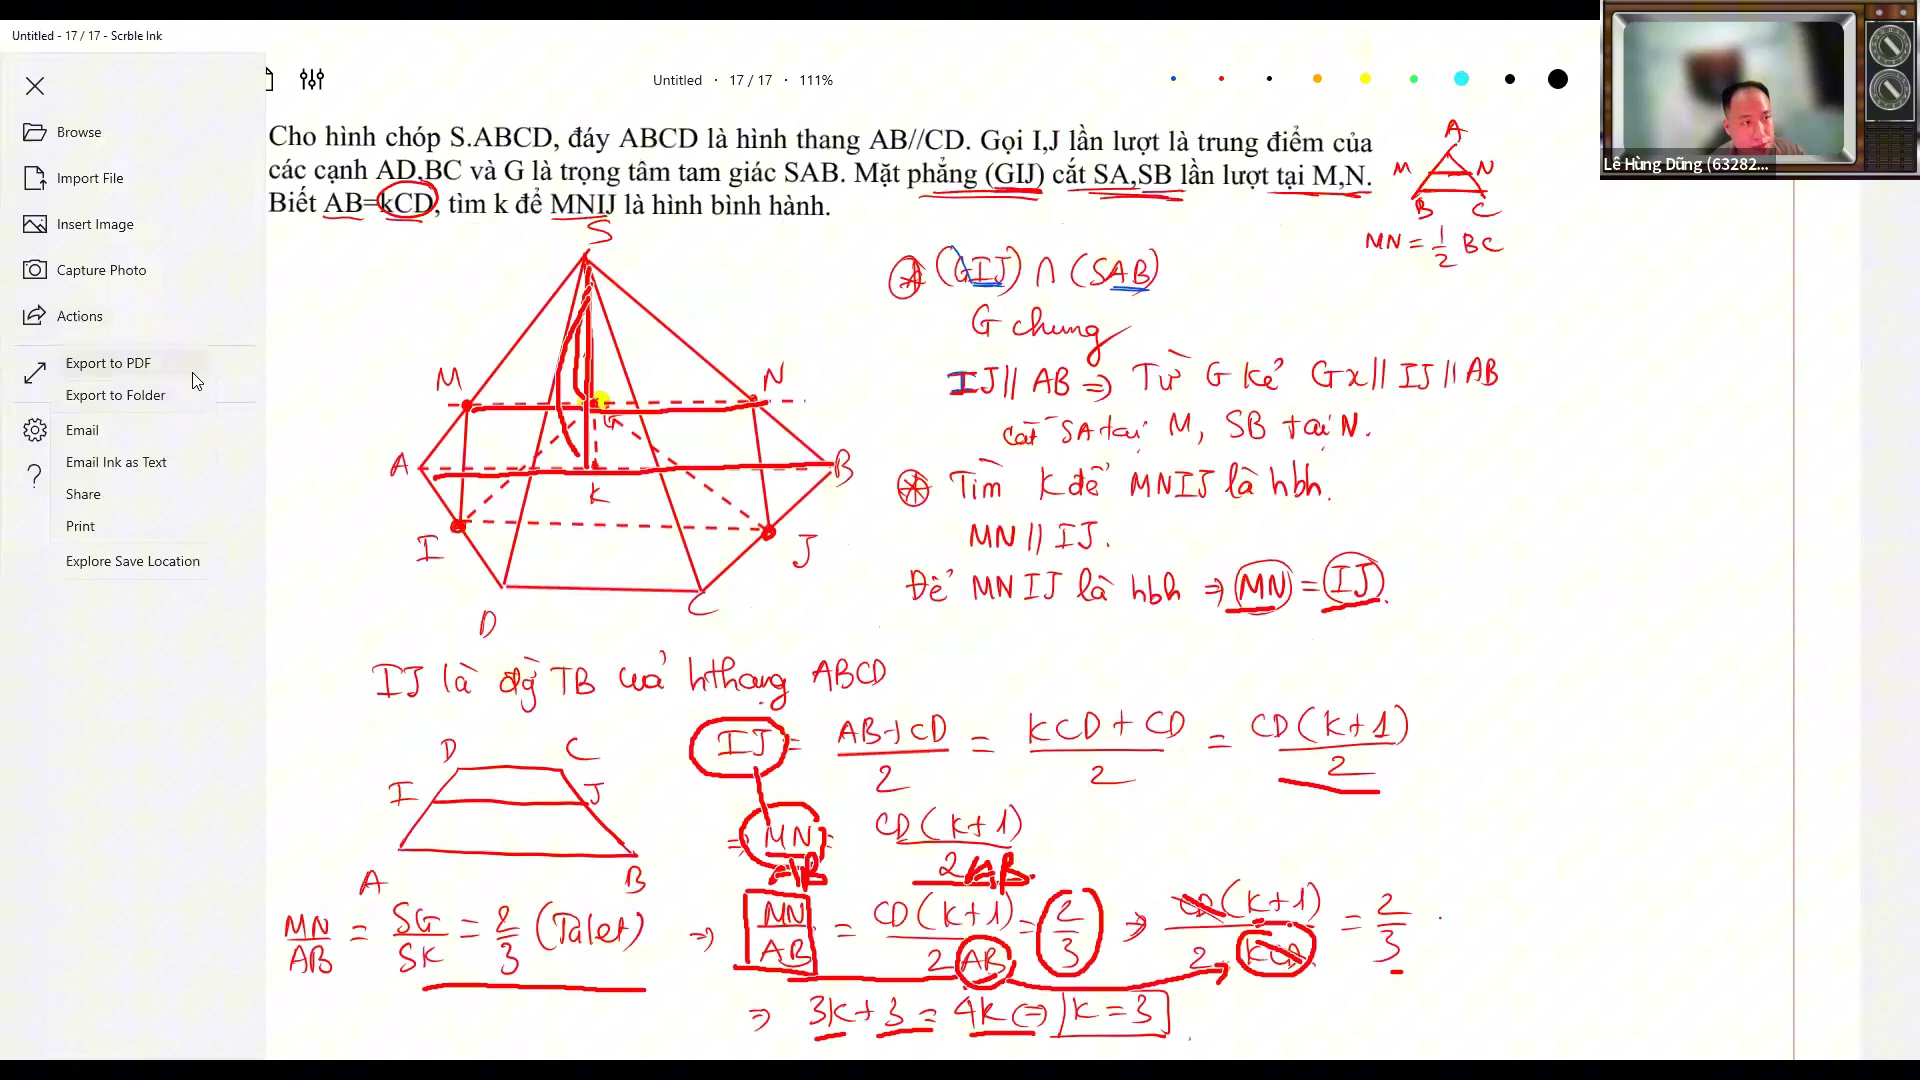 Untitled - 17 / 17 - Scrble Ink
Untitled · 17 / 17 · 111%
Browse
Import File
Insert Image
Capture Photo
Actions
Export to PDF
Export to Folder
Email
Email Ink as Text
Share
Print
Explore Save Location
Lê Hùng Dũng (63282...
Cho hình chóp S.ABCD, đáy ABCD là hình thang AB//CD. Gọi I,J lần lượt là trung điểm của
các cạnh AD,BC và G là trọng tâm tam giác SAB. Mặt phẳng (GIJ) cắt SA,SB lần lượt tại M,N.
Biết AB=kCD, tìm k để MNIJ là hình bình hành.
A
M N
B C
MN = 1/2 BC
S
M N
G
A K B
I J
D C
(GIJ) ∩ (SAB)
G chung
IJ // AB => Từ G kẻ Gx // IJ // AB
cắt SA tại M, SB tại N.
Tìm K để MNIJ là hbh.
MN // IJ.
Để MNIJ là hbh => MN = IJ.
IJ là đg TB của hthang ABCD
D C
I J
A B
IJ = AB+CD/2 = KCD + CD/2 = CD(k+1)/2
=> MN/AB = CD(k+1)/2AB
MN/AB = SG/SK = 2/3 (Talet) => MN/AB = CD(k+1)/2AB = 2/3 => CD(k+1)/2KCD = 2/3
=> 3k+3 = 4k <=> k = 3